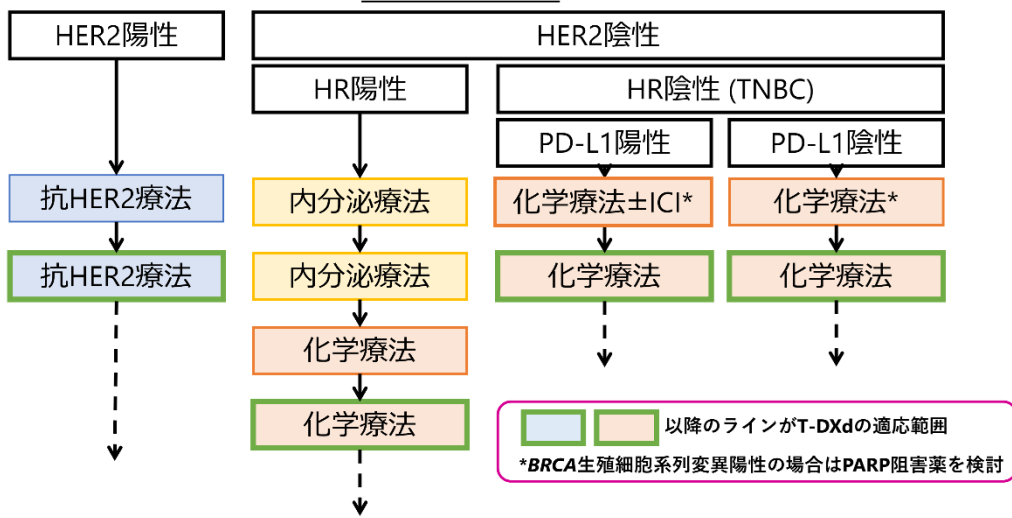 HER2陽性
HER2陰性
HR陽性
HR陰性 (TNBC)
PD-L1陽性
PD-L1陰性
抗HER2療法
内分泌療法
化学療法±ICI*
化学療法*
抗HER2療法
内分泌療法
化学療法
化学療法
化学療法
化学療法
以降のラインがT-DXdの適応範囲
*BRCA生殖細胞系列変異陽性の場合はPARP阻害薬を検討